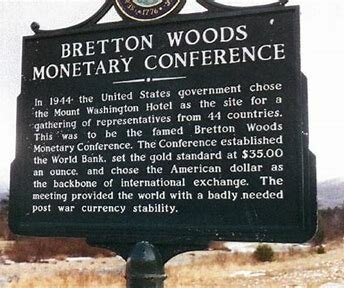 1776
BRETTON WOODS
MONETARY CONFERENCE
In 1944 the United States government chose
the Mount Washington Hotel as the site for a
gathering of representatives from 44 countries.
This was to be the famed Bretton Woods
Monetary Conference. The Conference established
the World Bank, set the gold standard at $35.00
an ounce, and chose the American dollar as
the backbone of international exchange. The
meeting provided the world with a badly needed
post war currency stability.